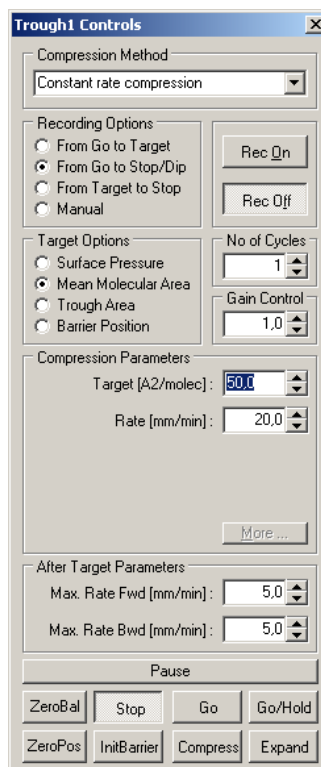 Trough1 Controls
Compression Method
Constant rate compression
Recording Options
From Go to Target
From Go to Stop/Dip
From Target to Stop
Manual
Rec On
Rec Off
Target Options
Surface Pressure
Mean Molecular Area
Trough Area
Barrier Position
No of Cycles
1
Gain Control
1,0
Compression Parameters
Target [A2/molec] : 50,0
Rate [mm/min] : 20,0
More ...
After Target Parameters
Max. Rate Fwd [mm/min] : 5,0
Max. Rate Bwd [mm/min] : 5,0
Pause
ZeroBal Stop Go Go/Hold
ZeroPos InitBarrier Compress Expand